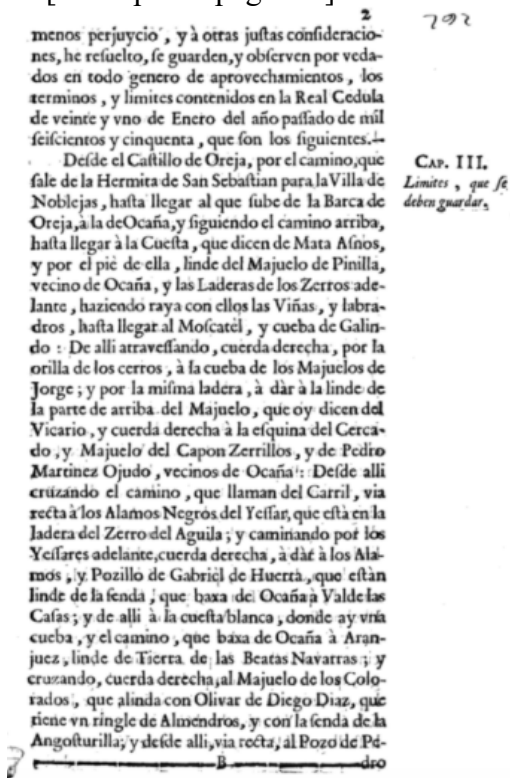 2
792
menos perjuyciò, y à otras juſtas conſideracio-
nes, he reſuelto, ſe guarden, y obſerven por veda-
dos en todo genero de aprovechamientos, los
terminos, y limites contenidos en la Real Cedula
de veinte y vno de Enero del año paſſado de mil
ſeiſcientos y cinquenta, que ſon los ſiguientes.—
Deſde el Caſtillo de Oreja, por el camino, que
ſale de la Hermita de San Sebaſtian para la Villa de
Noblejas, haſta llegar al que ſube de la Barca de
Oreja, à la de Ocaña, y ſiguiendo el camino arriba,
haſta llegar à la Cueſta, que dicen de Mata Aſnos,
y por el pie de ella, linde del Majuelo de Pinilla,
vecino de Ocaña, y las Laderas de los Zerros ade-
lante, haziendo raya con ellos las Viñas, y labra-
dros, haſta llegar al Moſcatèl, y cueba de Galin-
do: De alli atraveſſando, cuerda derecha, por la
orilla de los cerros, à la cueba de los Majuelos de
Jorge; y por la miſma ladera, à dàr à la linde de
la parte de arriba del Majuelo, que oy dicen del
Vicario, y cuerda derecha à la eſquina del Cerca-
do, y Majuelo del Capon Zerrillos, y de Pedro
Martinez Ojudo, vecinos de Ocaña: Deſde alli
cruzando el camino, que llaman del Carril, via
recta à los Alamos Negros del Yeſſar, que eſtà en la
ladera del Zerro del Aguila; y caminando por los
Yeſſares adelante, cuerda derecha, à dàr à los Ala-
mos, y Pozillo de Gabriel de Huerta, que eſtàn
linde de la ſenda, que baxa de Ocaña à Valde las
Caſas; y de alli à la cueſta blanca, donde ay vna
cueba, y el camino, que baxa de Ocaña à Aran-
juez, linde de Tierra de las Beatas Navarras; y
cruzando, cuerda derecha, al Majuelo de los Colo-
rados, que alinda con Olivar de Diego Diaz, que
tiene vn ringle de Almendros, y con la ſenda de la
Angoſturilla; y deſde alli, via recta, al Pozo de Pe-
B dro
CAP. III.
Limites, que ſe
deben guardar.